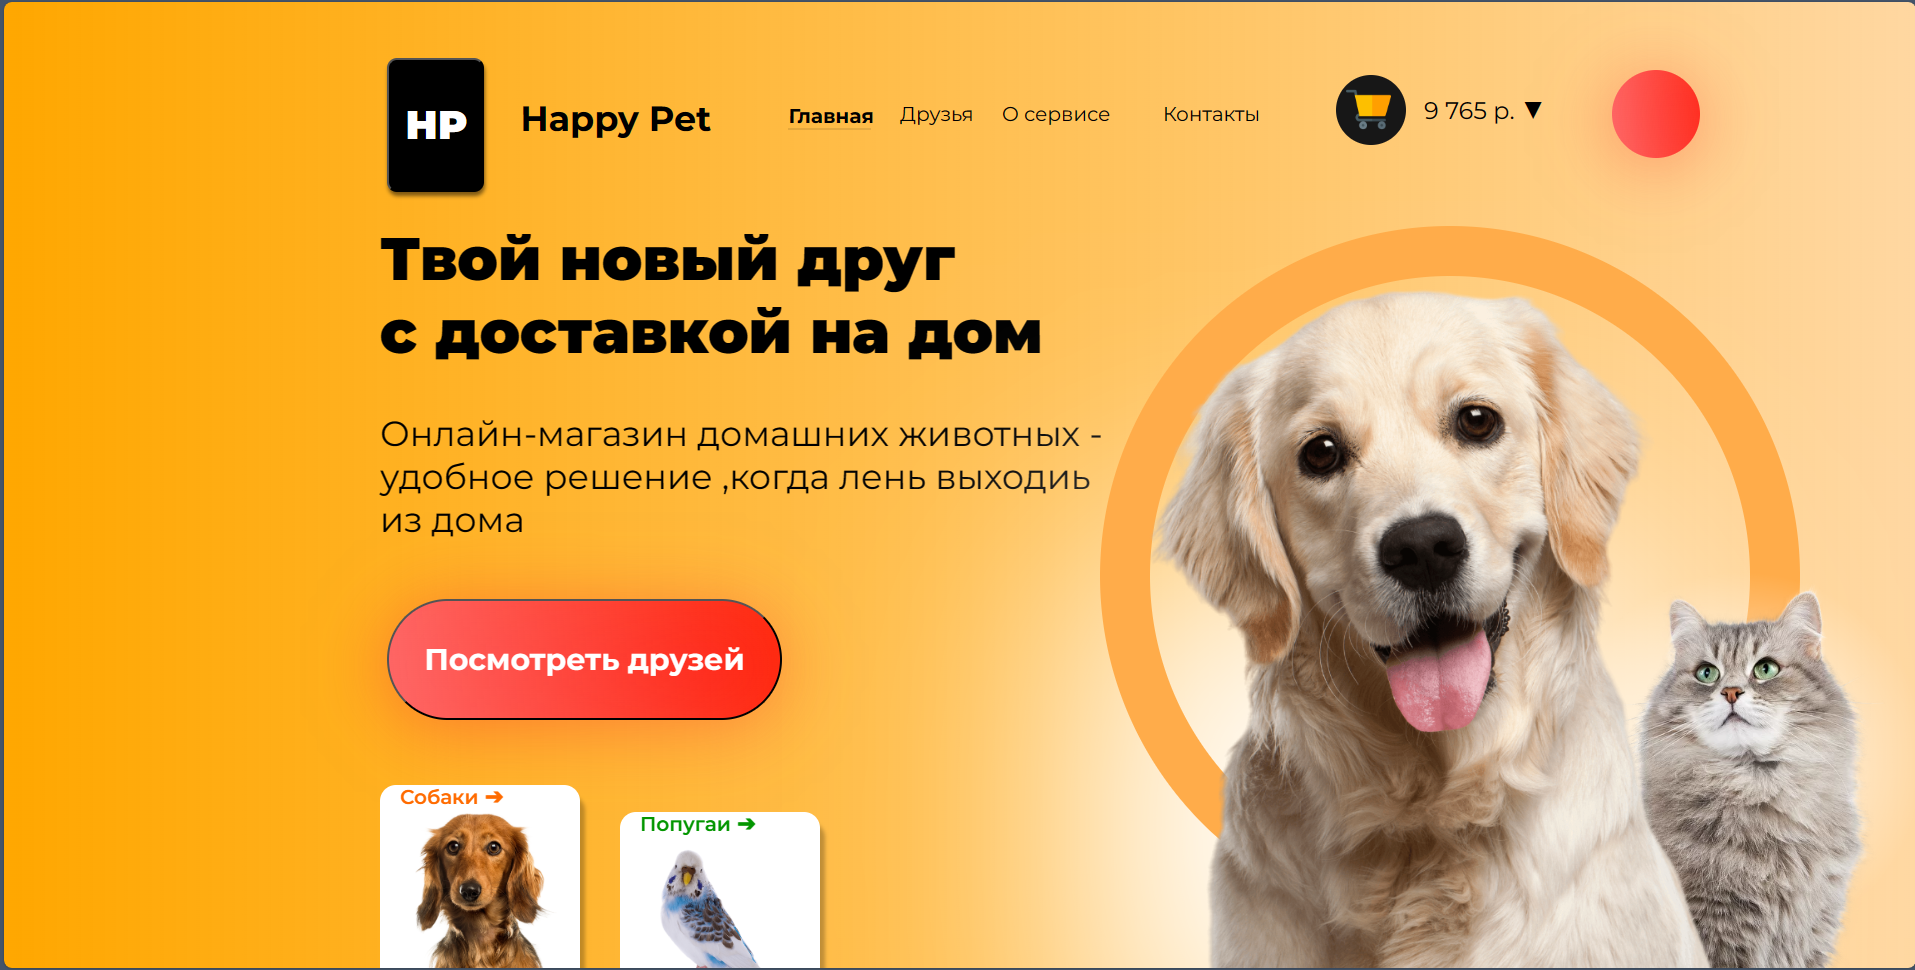 HP
Happy Pet
Главная
Друзья
О сервисе
Контакты
9 765 р. ▼
Твой новый друг
с доставкой на дом
Онлайн-магазин домашних животных -
удобное решение ,когда лень выходиь
из дома
Посмотреть друзей
Собаки ➔
Попугаи ➔